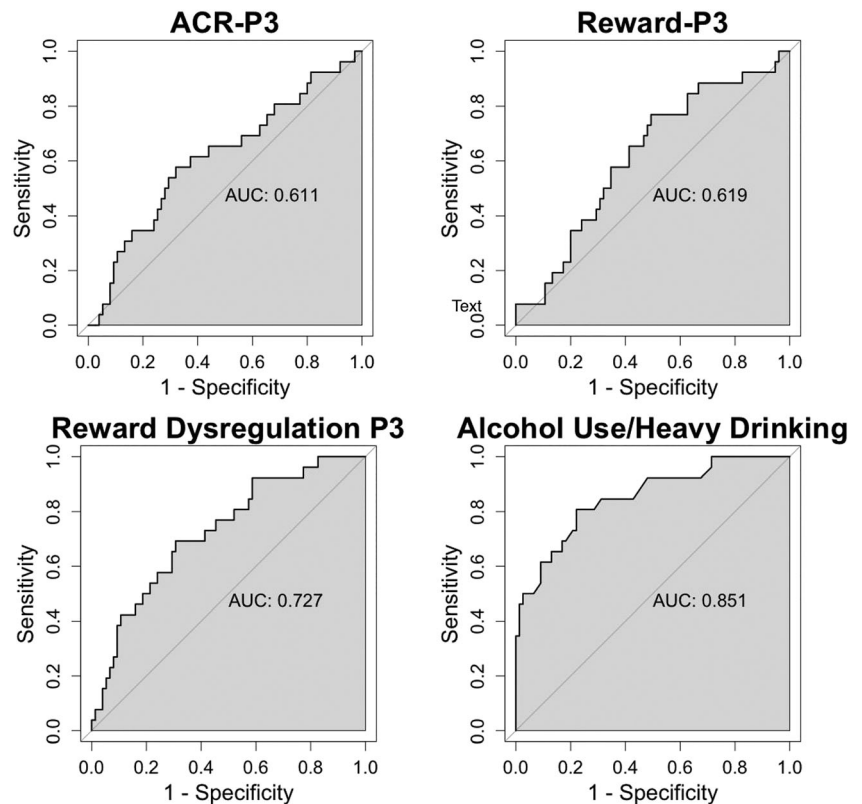 ACR-P3
Sensitivity
0.0 0.2 0.4 0.6 0.8 1.0
AUC: 0.611
0.0 0.2 0.4 0.6 0.8 1.0
1 - Specificity
Reward-P3
Sensitivity
0.0 0.2 0.4 0.6 0.8 1.0
Text
AUC: 0.619
0.0 0.2 0.4 0.6 0.8 1.0
1 - Specificity
Reward Dysregulation P3
Sensitivity
0.0 0.2 0.4 0.6 0.8 1.0
AUC: 0.727
0.0 0.2 0.4 0.6 0.8 1.0
1 - Specificity
Alcohol Use/Heavy Drinking
Sensitivity
0.0 0.2 0.4 0.6 0.8 1.0
AUC: 0.851
0.0 0.2 0.4 0.6 0.8 1.0
1 - Specificity